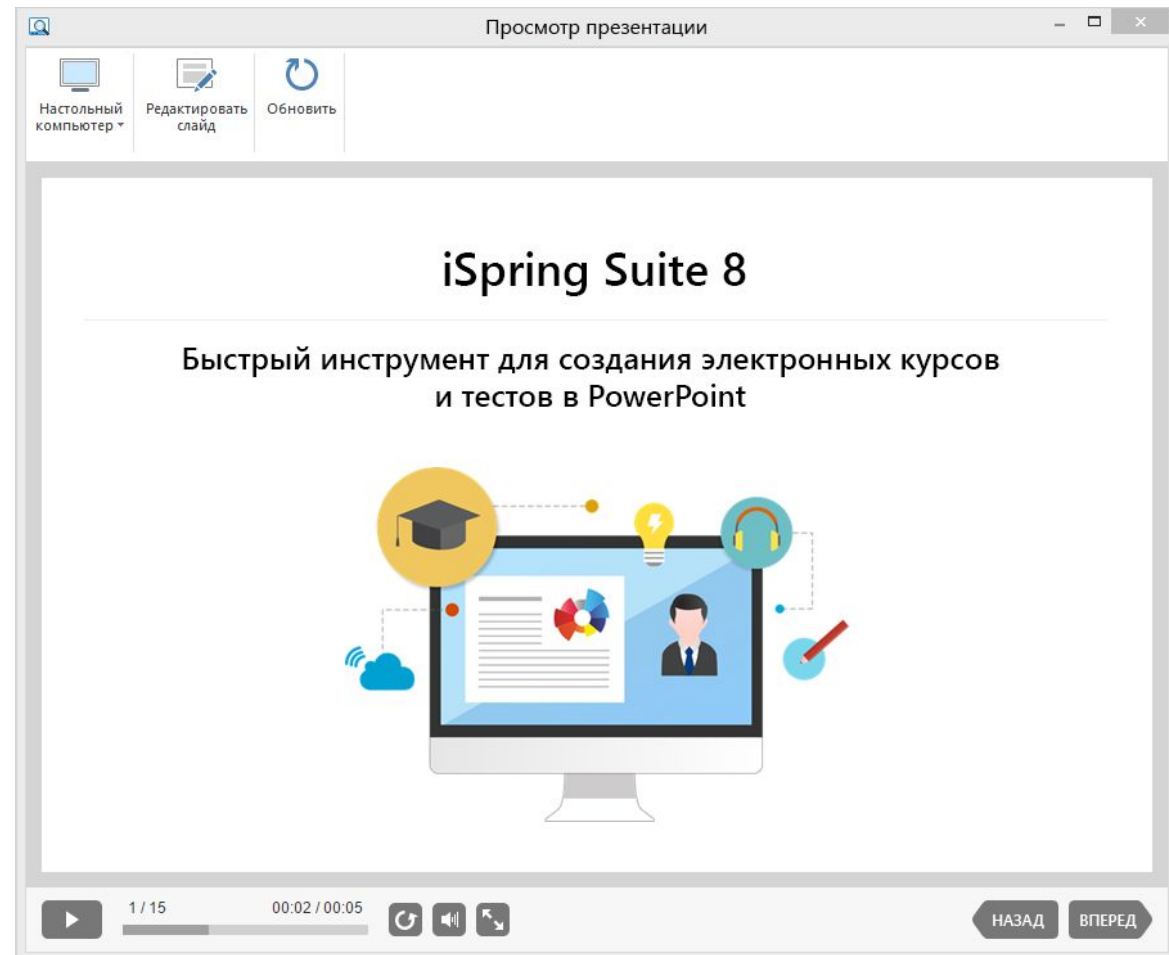 Просмотр презентации
Настольный
компьютер
Редактировать
слайд
Обновить
iSpring Suite 8
Быстрый инструмент для создания электронных курсов
и тестов в PowerPoint
1 / 15
00:02 / 00:05
НАЗАД
ВПЕРЕД